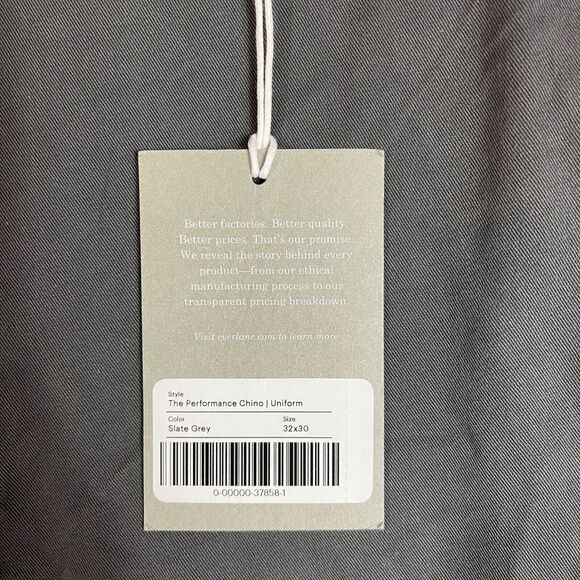 Better factories. Better quality.
Better prices. That's our promise.
We reveal the story behind every
product—from our ethical
manufacturing process to our
transparent pricing breakdown.
Visit everlane.com to learn more.
Style
The Performance Chino | Uniform
Color Size
Slate Grey 32x30
0-00000-37858-1